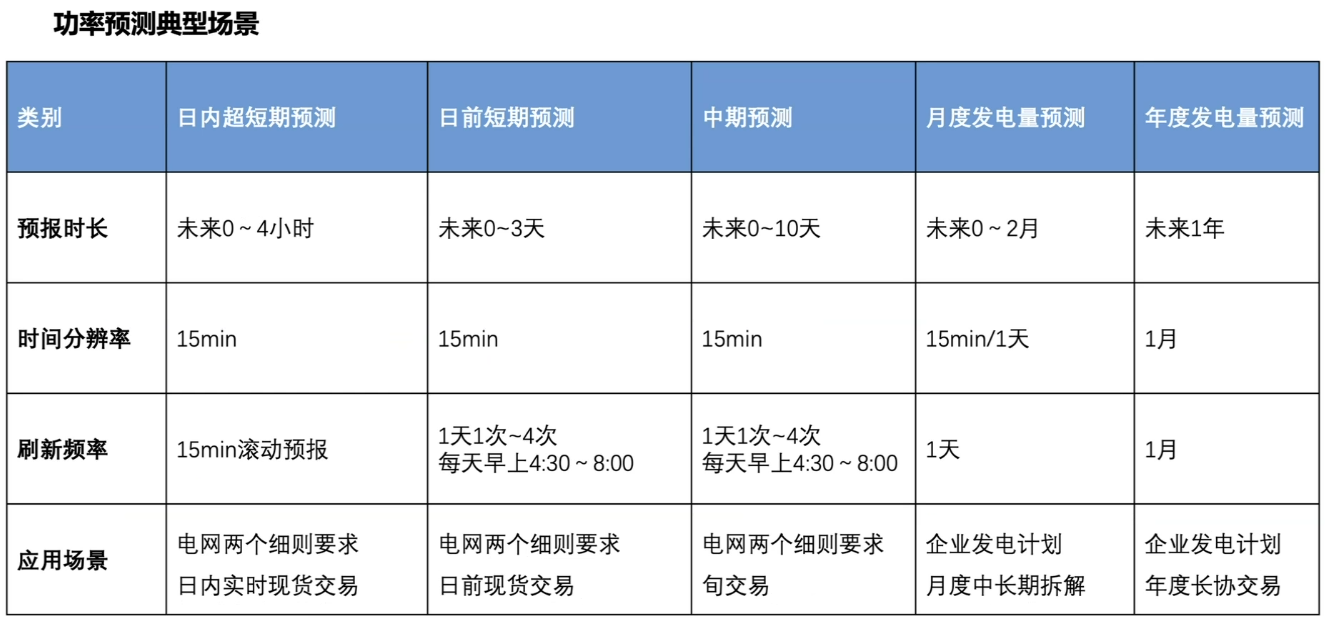 功率预测典型场景
类别 日内超短期预测 日前短期预测 中期预测 月度发电量预测 年度发电量预测
预报时长 未来0～4小时 未来0~3天 未来0~10天 未来0～2月 未来1年
时间分辨率 15min 15min 15min 15min/1天 1月
刷新频率 15min滚动预报 1天1次~4次 1天1次~4次 1天 1月
每天早上4:30～8:00 每天早上4:30～8:00
应用场景 电网两个细则要求 电网两个细则要求 电网两个细则要求 企业发电计划 企业发电计划
日内实时现货交易 日前现货交易 旬交易 月度中长期拆解 年度长协交易